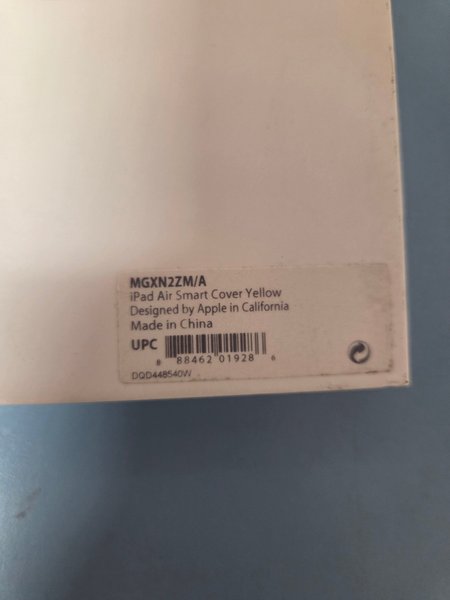 MGXN2ZM/A
iPad Air Smart Cover Yellow
Designed by Apple in California
Made in China
UPC
8 88462 01928 6
DQD448540W